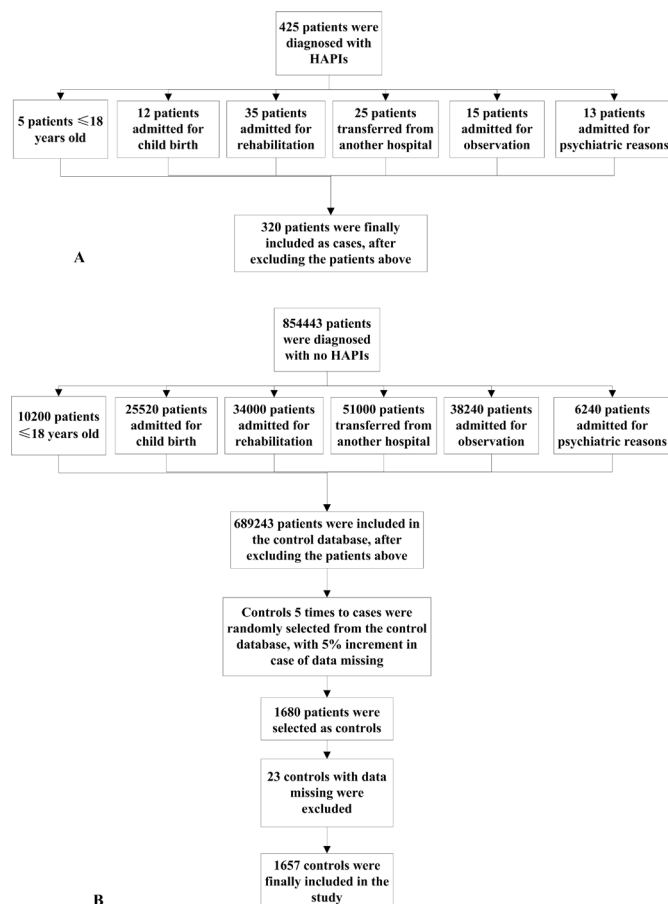 425 patients were
diagnosed with
HAPIs
5 patients ≤18
years old
12 patients
admitted for
child birth
35 patients
admitted for
rehabilitation
25 patients
transferred from
another hospital
15 patients
admitted for
observation
13 patients
admitted for
psychiatric reasons
320 patients were finally
included as cases, after
excluding the patients above
A
854443 patients
were diagnosed
with no HAPIs
10200 patients
≤18 years old
25520 patients
admitted for
child birth
34000 patients
admitted for
rehabilitation
51000 patients
transferred from
another hospital
38240 patients
admitted for
observation
6240 patients
admitted for
psychiatric reasons
689243 patients were included in
the control database, after
excluding the patients above
Controls 5 times to cases were
randomly selected from the control
database, with 5% increment in
case of data missing
1680 patients were
selected as controls
23 controls with data
missing were
excluded
1657 controls were
finally included in the
study
B